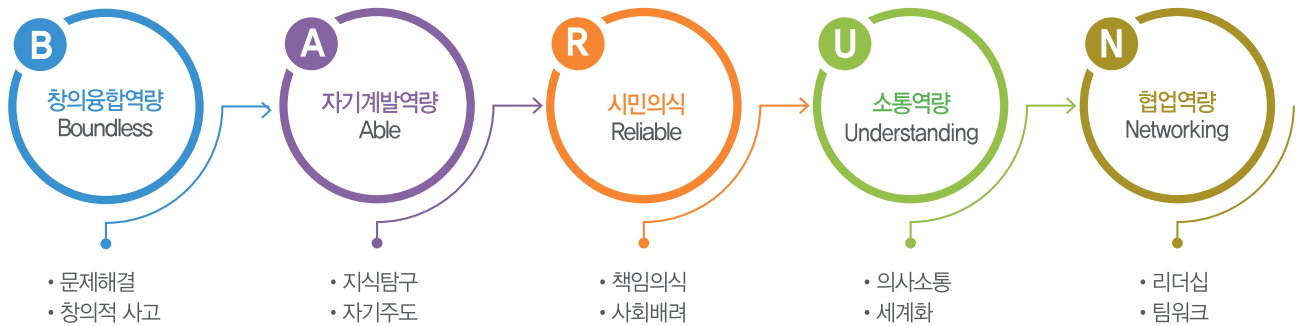 B
창의융합역량
Boundless
• 문제해결
• 창의적 사고
A
자기계발역량
Able
• 지식탐구
• 자기주도
R
시민의식
Reliable
• 책임의식
• 사회배려
U
소통역량
Understanding
• 의사소통
• 세계화
N
협업역량
Networking
• 리더십
• 팀워크